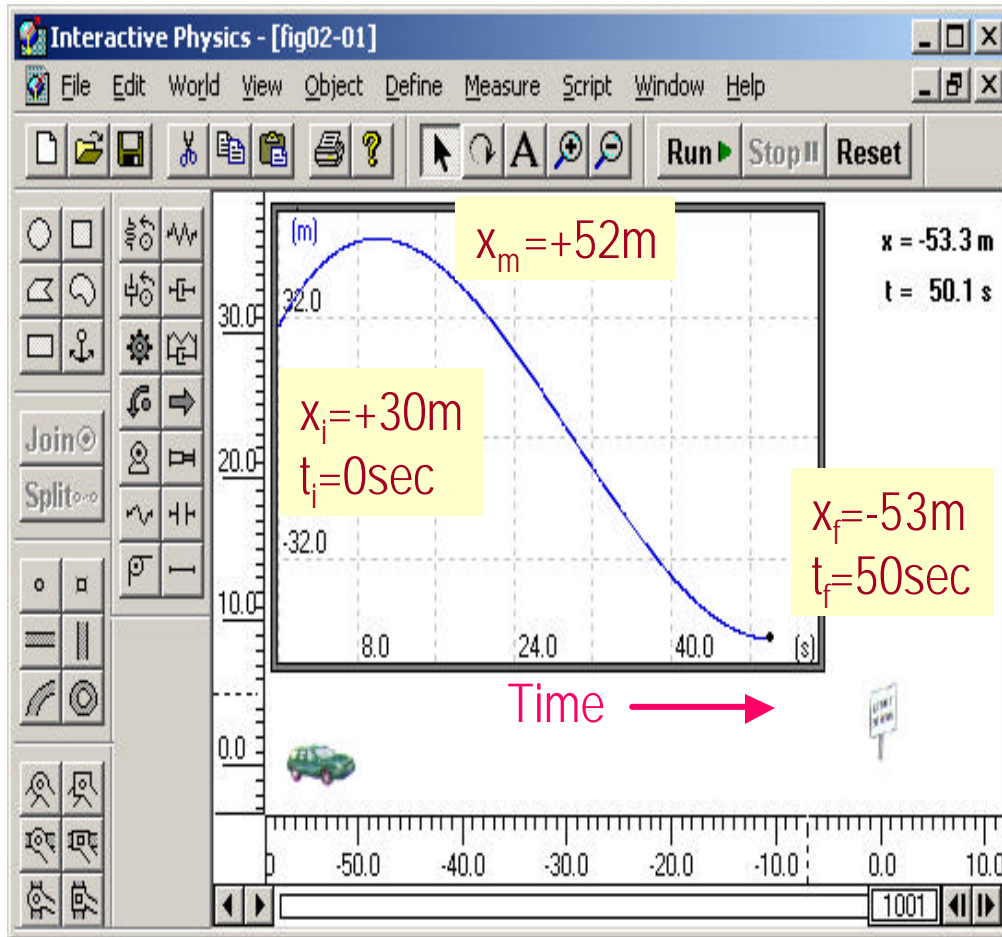 Interactive Physics - [fig02-01]
File Edit World View Object Define Measure Script Window Help
Run Stop Reset
(m)
xm=+52m
x = -53.3 m
t = 50.1 s
32.0
30.0
xi=+30m
ti=0sec
Join
20.0
Split
xf=-53m
tf=50sec
-32.0
10.0
8.0 24.0 40.0 (s)
Time
0.0
-50.0 -40.0 -30.0 -20.0 -10.0 0.0 10.0
1001